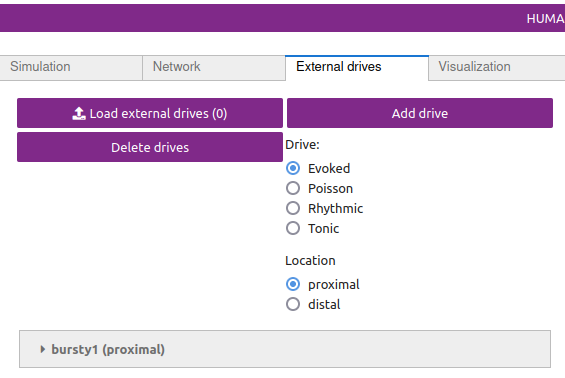 HUMA
Simulation
Network
External drives
Visualization
Load external drives (0)
Add drive
Delete drives
Drive:
Evoked
Poisson
Rhythmic
Tonic
Location
proximal
distal
bursty1 (proximal)